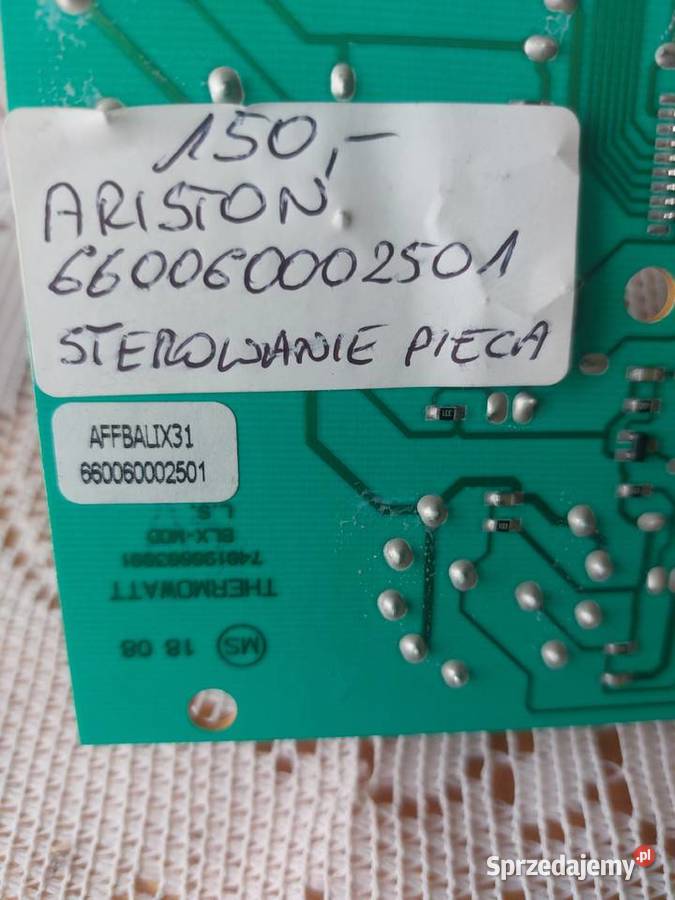 150,-
ARISTON
660060002501
STEROWANIE PIECA
AFFBALIX31
660060002501
L.S.
BLX-MOD
THERMOWATT
MS 18 08
Sprzedajemy.pl